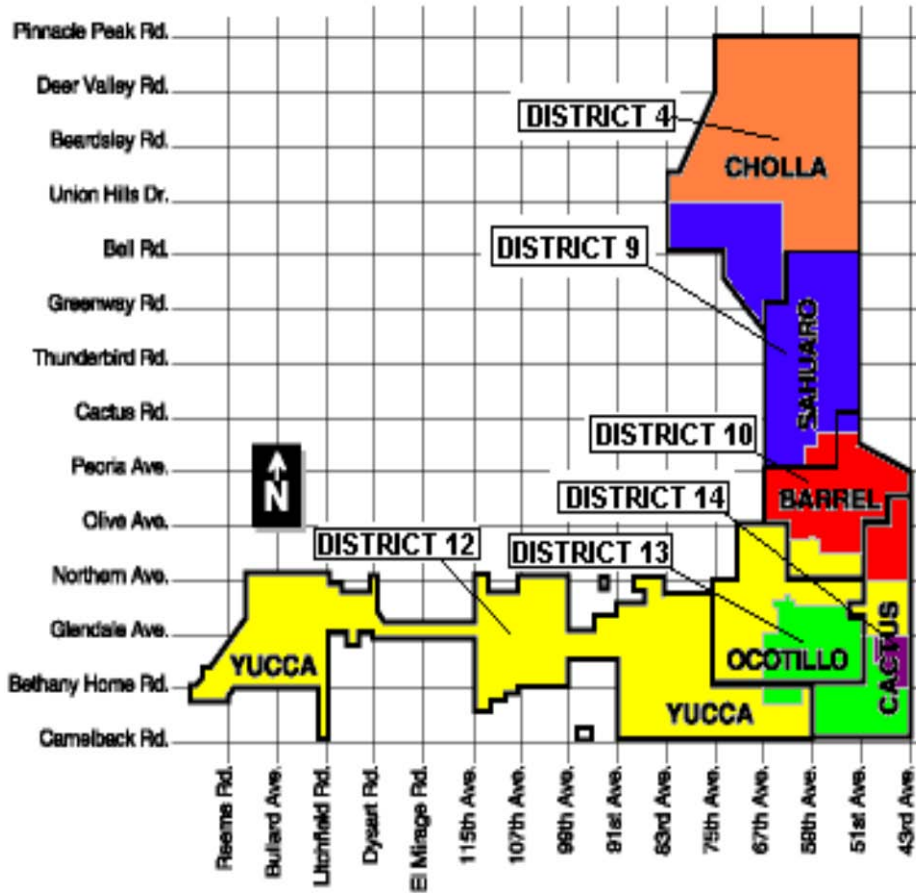 Pinnacle Peak Rd.
Deer Valley Rd.
DISTRICT 4
Beardsley Rd.
CHOLLA
Union Hills Dr.
DISTRICT 9
Bell Rd.
Greenway Rd.
SAHUARO
Thunderbird Rd.
Cactus Rd.
DISTRICT 10
Peoria Ave.
N
BARREL
DISTRICT 14
Olive Ave.
DISTRICT 12
DISTRICT 13
Northern Ave.
Glendale Ave.
CACTUS
YUCCA
OCOTILLO
Bethany Home Rd.
YUCCA
Camelback Rd.
Reems Rd.
Bullard Ave.
Litchfield Rd.
Dysart Rd.
El Mirage Rd.
115th Ave.
107th Ave.
99th Ave.
91st Ave.
83rd Ave.
75th Ave.
67th Ave.
59th Ave.
51st Ave.
43rd Ave.